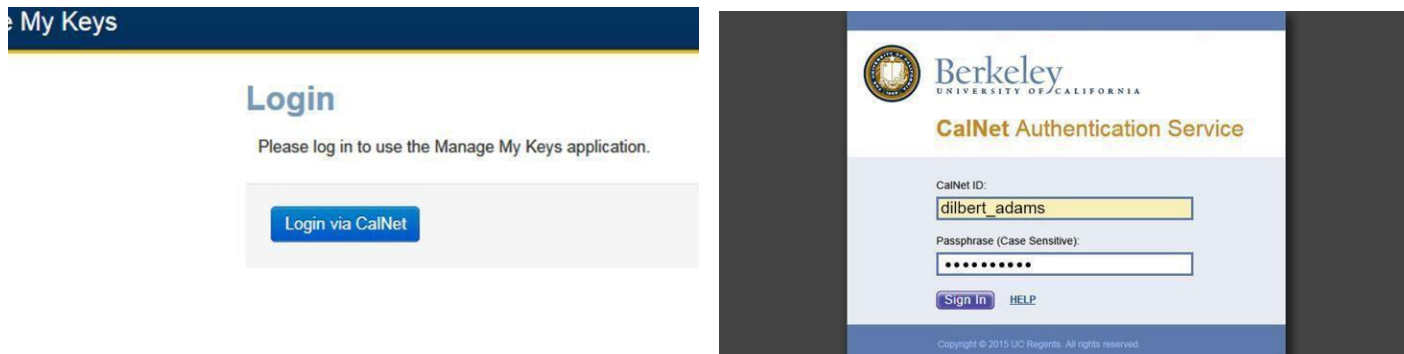 My Keys
Login
Please log in to use the Manage My Keys application.
Login via CalNet
Berkeley
UNIVERSITY OF CALIFORNIA
CalNet Authentication Service
CalNet ID:
dilbert_adams
Passphrase (Case Sensitive):
••••••••••
Sign In HELP
Copyright © 2015 UC Regents. All rights reserved.